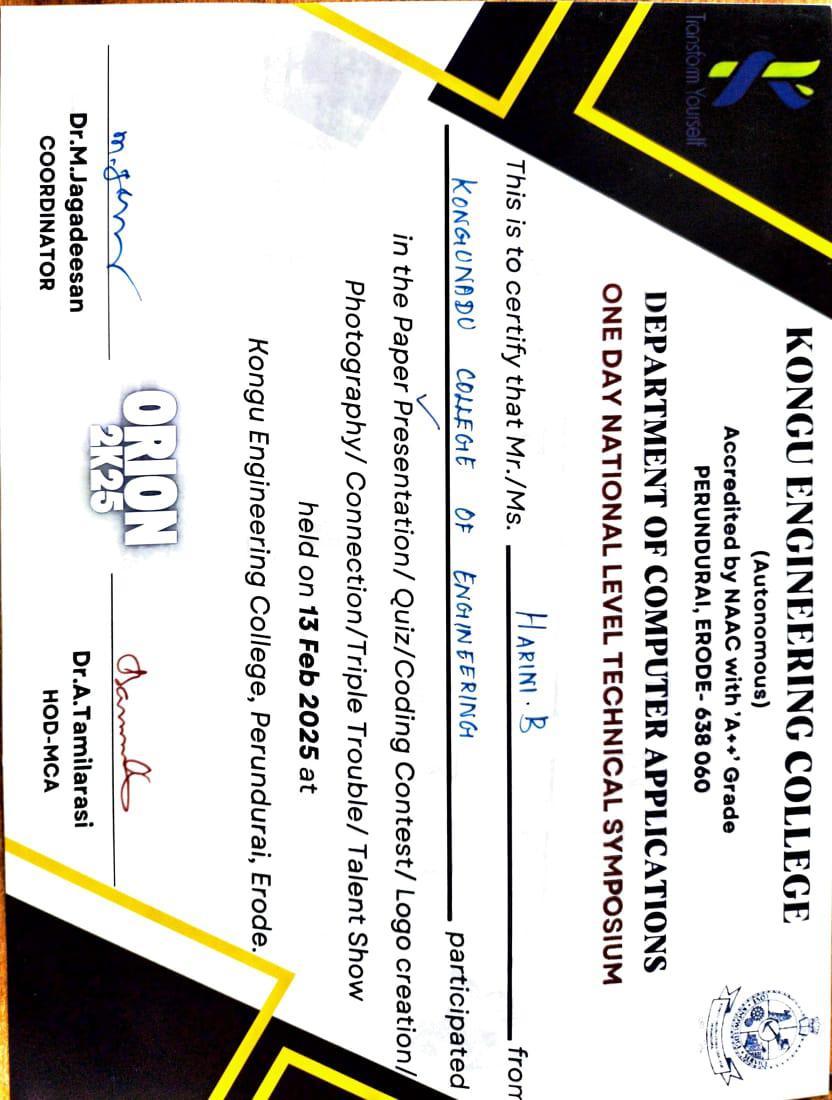 Transform Yourself
KONGU ENGINEERING COLLEGE
(Autonomous)
Accredited by NAAC with 'A++' Grade
PERUNDURAI, ERODE- 638 060
DEPARTMENT OF COMPUTER APPLICATIONS
ONE DAY NATIONAL LEVEL TECHNICAL SYMPOSIUM
This is to certify that Mr./Ms. HARINI.B from
KONGUNADU COLLEGE OF ENGINEERING participated
in the Paper Presentation/ Quiz/Coding Contest/ Logo creation/
Photography/ Connection/Triple Trouble/ Talent Show
held on 13 Feb 2025 at
Kongu Engineering College, Perundurai, Erode.
ORION
2K25
Dr.M.Jagadeesan
COORDINATOR
Dr.A.Tamilarasi
HOD-MCA